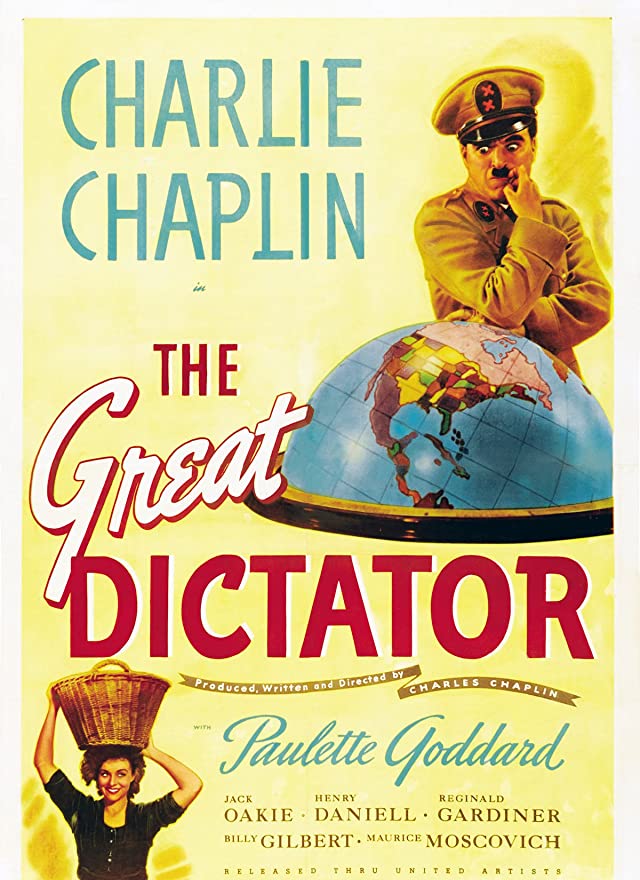 CHARLIE
CHAPLIN
in
THE
Great
DICTATOR
Produced, Written and Directed by
CHARLES CHAPLIN
WITH
Paulette Goddard
JACK HENRY REGINALD
OAKIE · DANIELL · GARDINER
BILLY GILBERT · MAURICE MOSCOVICH
RELEASED THRU UNITED ARTISTS